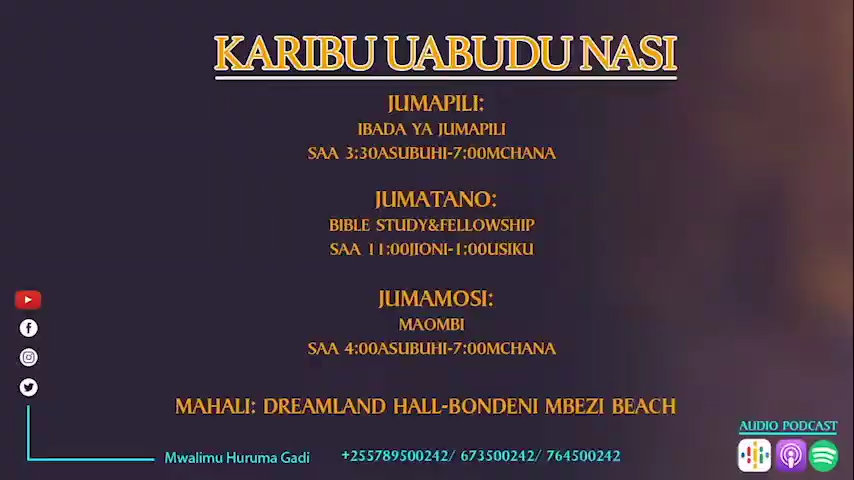 KARIBU UABUDU NASI
JUMAPILI:
IBADA YA JUMAPILI
SAA 3:30ASUBUHI-7:00MCHANA
JUMATANO:
BIBLE STUDY&FELLOWSHIP
SAA 11:00JIONI-1:00USIKU
JUMAMOSI:
MAOMBI
SAA 4:00ASUBUHI-7:00MCHANA
MAHALI: DREAMLAND HALL-BONDENI MBEZI BEACH
AUDIO PODCAST
Mwalimu Huruma Gadi +255789500242/ 673500242/ 764500242